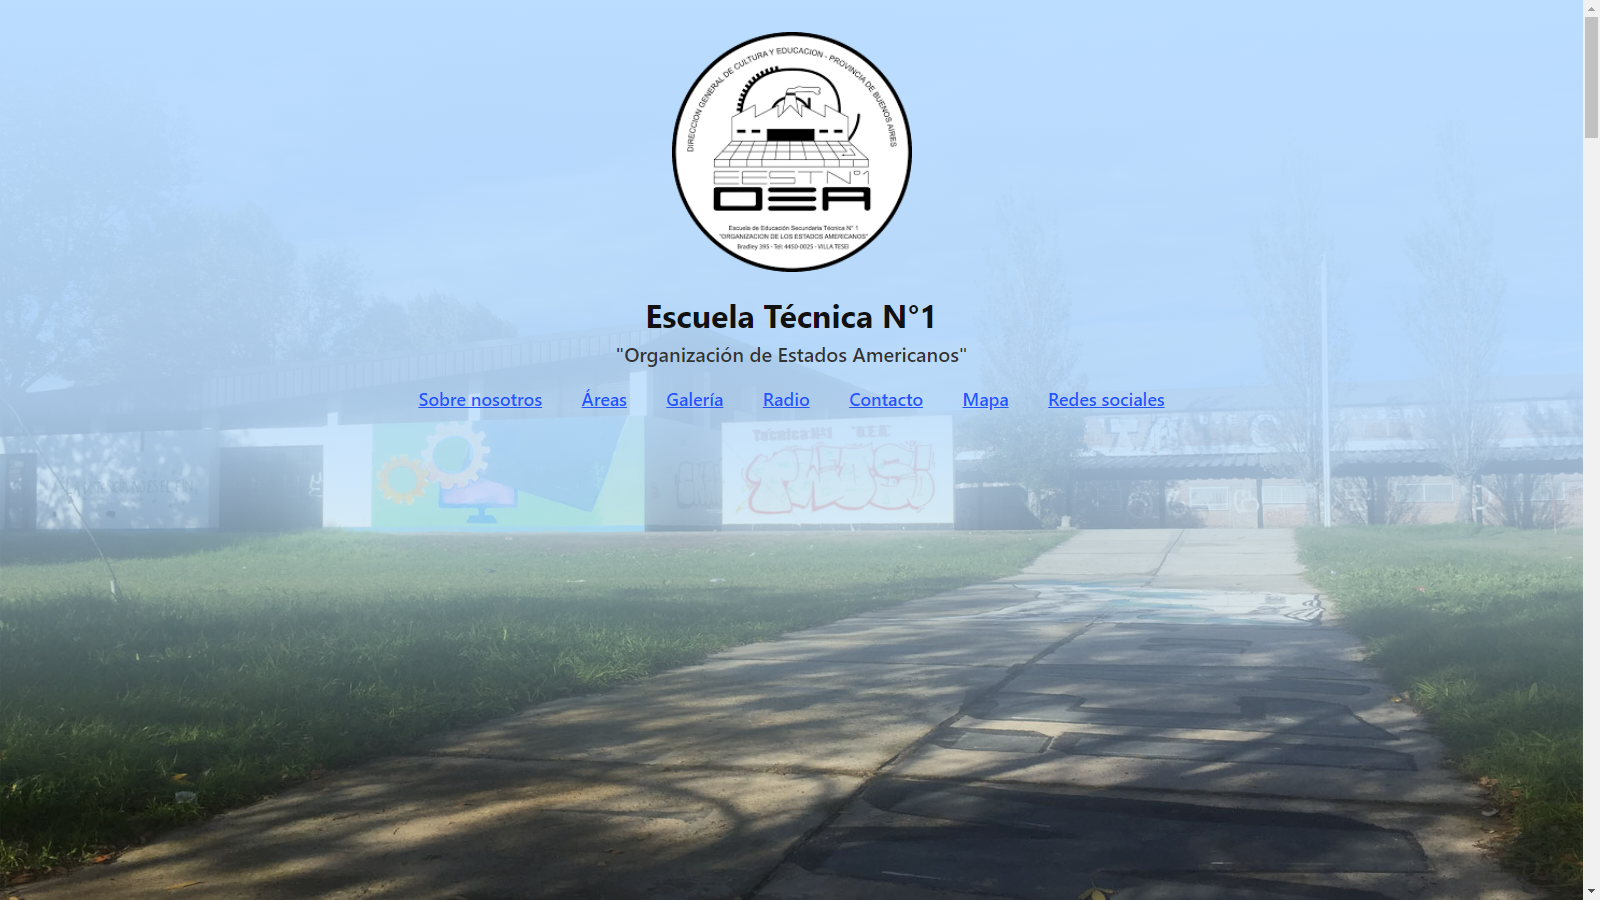 DIRECCION GENERAL DE CULTURA Y EDUCACION - PROVINCIA DE BUENOS AIRES
EESTN°1
OEA
Escuela de Educación Secundaria Técnica N° 1
"ORGANIZACION DE LOS ESTADOS AMERICANOS"
Bradley 395 - Tel: 4450-0025 - VILLA TESEI
Escuela Técnica N°1
"Organización de Estados Americanos"
Sobre nosotros Áreas Galería Radio Contacto Mapa Redes sociales
Tecnica Nº1 "O.E.A"